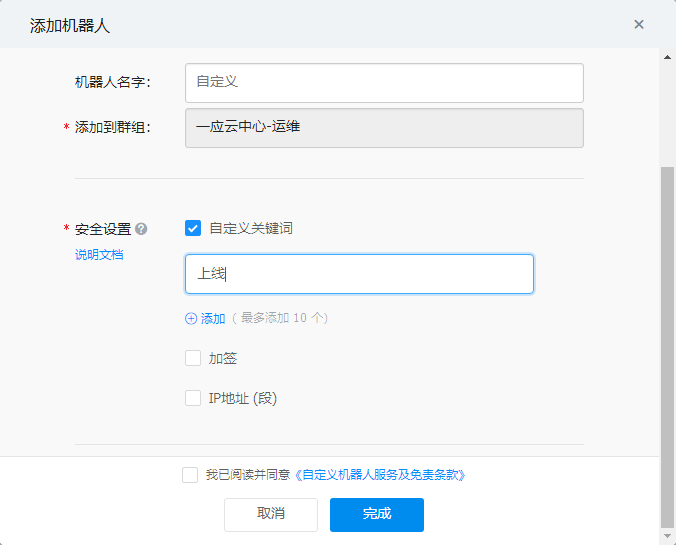 添加机器人
机器人名字：
自定义
* 添加到群组：
一应云中心-运维
* 安全设置
自定义关键词
说明文档
上线
添加 ( 最多添加 10 个)
加签
IP地址 (段)
我已阅读并同意《自定义机器人服务及免责条款》
取消
完成